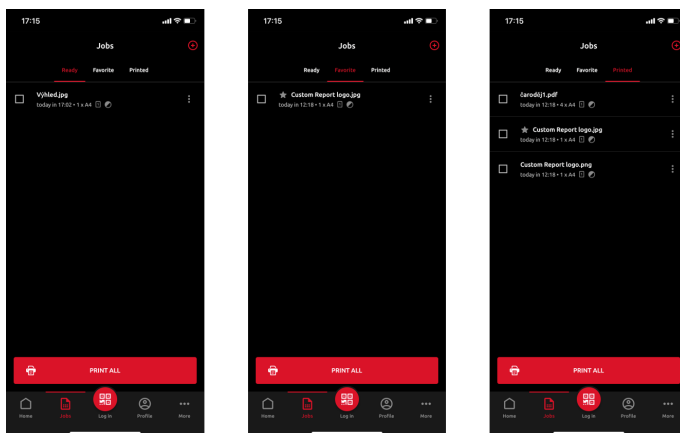 17:15
Jobs
Ready Favorite Printed
Výhled.jpg
today in 17:02 • 1 x A4
PRINT ALL
Home Jobs Log in Profile More
17:15
Jobs
Ready Favorite Printed
Custom Report logo.jpg
today in 12:18 • 1 x A4
PRINT ALL
Home Jobs Log in Profile More
17:15
Jobs
Ready Favorite Printed
čaroděj1.pdf
today in 12:18 • 4 x A4
Custom Report logo.jpg
today in 12:18 • 1 x A4
Custom Report logo.png
today in 12:18 • 1 x A4
PRINT ALL
Home Jobs Log in Profile More